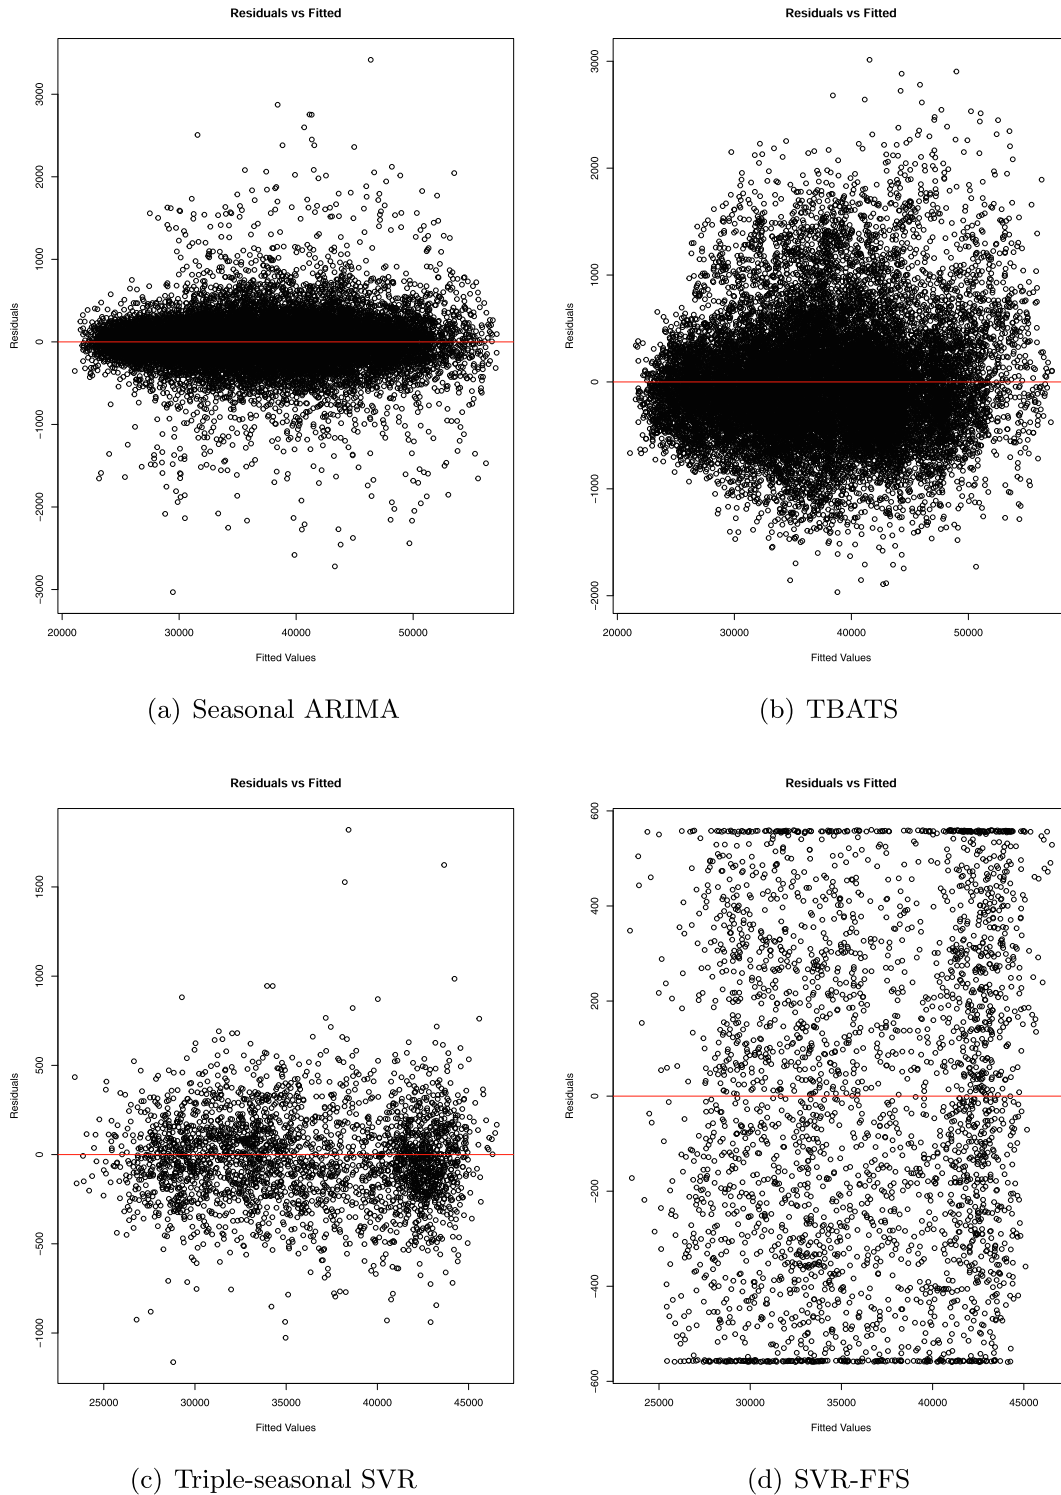 Residuals vs Fitted
Residuals vs Fitted
3000
2000
1000
0
−1000
−2000
−3000
Residuals
20000 30000 40000 50000
Fitted Values
3000
2000
1000
0
−1000
−2000
Residuals
20000 30000 40000 50000
Fitted Values
(a) Seasonal ARIMA
(b) TBATS
Residuals vs Fitted
Residuals vs Fitted
1500
1000
500
0
−500
−1000
Residuals
25000 30000 35000 40000 45000
Fitted Values
600
400
200
0
−200
−400
−600
Residuals
25000 30000 35000 40000 45000
Fitted Values
(c) Triple-seasonal SVR
(d) SVR-FFS